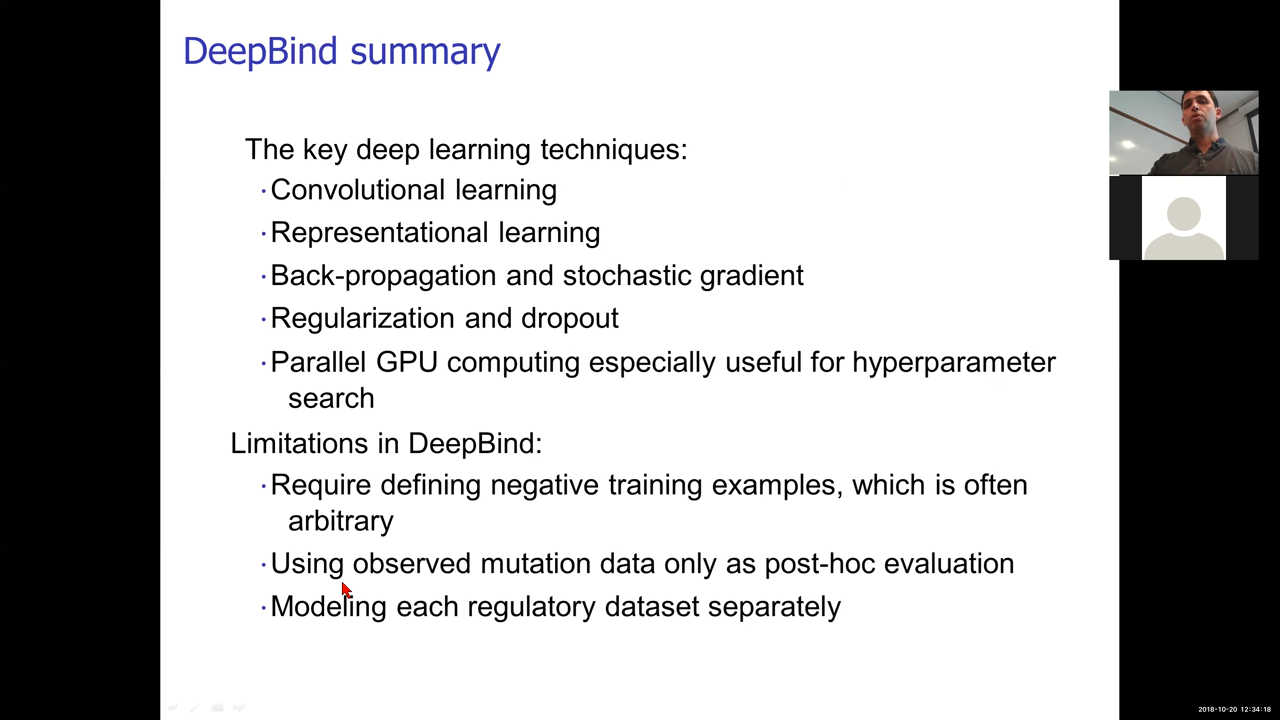 DeepBind summary
The key deep learning techniques:
·Convolutional learning
·Representational learning
·Back-propagation and stochastic gradient
·Regularization and dropout
·Parallel GPU computing especially useful for hyperparameter
search
Limitations in DeepBind:
·Require defining negative training examples, which is often
arbitrary
·Using observed mutation data only as post-hoc evaluation
·Modeling each regulatory dataset separately
2018-10-20 12:34:18